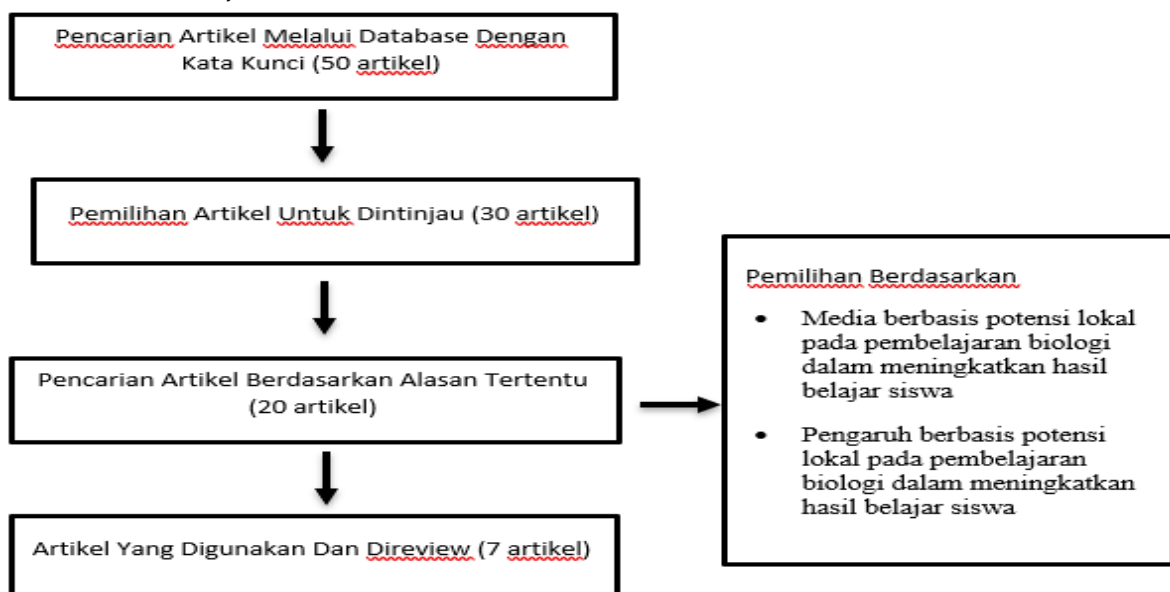 Pencarian Artikel Melalui Database Dengan
Kata Kunci (50 artikel)
Pemilihan Artikel Untuk Dintinjau (30 artikel)
Pencarian Artikel Berdasarkan Alasan Tertentu
(20 artikel)
Artikel Yang Digunakan Dan Direview (7 artikel)
Pemilihan Berdasarkan
• Media berbasis potensi lokal
pada pembelajaran biologi
dalam meningkatkan hasil
belajar siswa
• Pengaruh berbasis potensi
lokal pada pembelajaran
biologi dalam meningkatkan
hasil belajar siswa